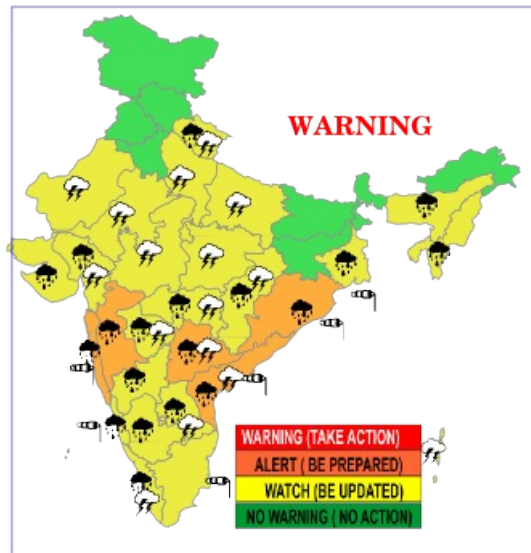 WARNING
WARNING (TAKE ACTION)
ALERT ( BE PREPARED)
WATCH (BE UPDATED)
NO WARNING ( NO ACTION)